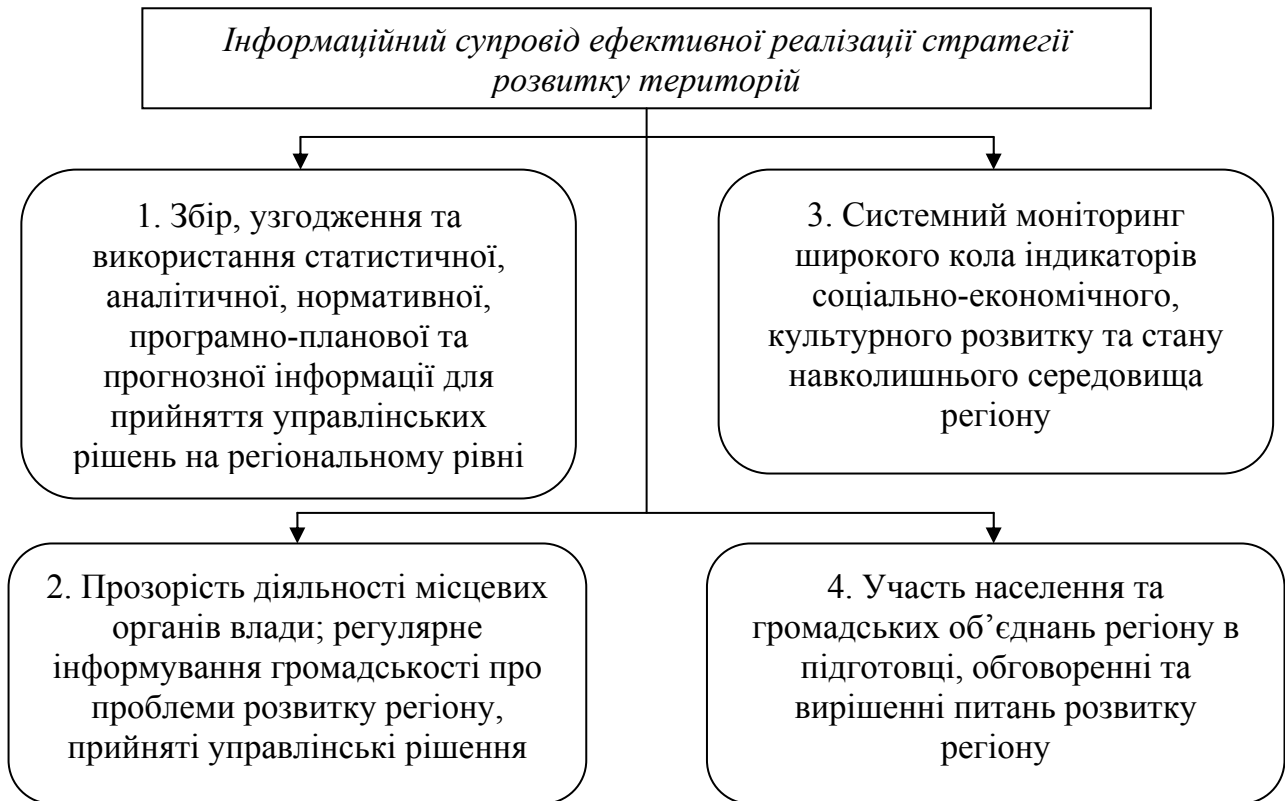 Інформаційний супровід ефективної реалізації стратегії
розвитку територій
1. Збір, узгодження та
використання статистичної,
аналітичної, нормативної,
програмно-планової та
прогнозної інформації для
прийняття управлінських
рішень на регіональному рівні
2. Прозорість діяльності місцевих
органів влади; регулярне
інформування громадськості про
проблеми розвитку регіону,
прийняті управлінські рішення
3. Системний моніторинг
широкого кола індикаторів
соціально-економічного,
культурного розвитку та стану
навколишнього середовища
регіону
4. Участь населення та
громадських об’єднань регіону в
підготовці, обговоренні та
вирішенні питань розвитку
регіону